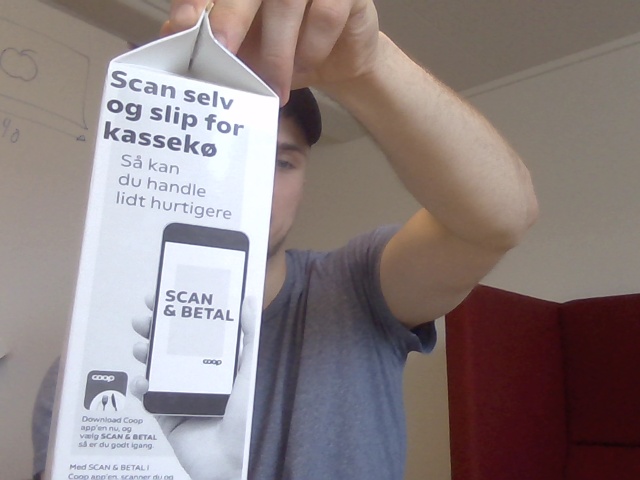 Scan selv
og slip for
kassekø
Så kan
du handle
lidt hurtigere
SCAN
& BETAL
coop
coop
Download Coop
app'en nu, og
vælg SCAN & BETAL
så er du godt igang.
Med SCAN & BETAL i
Coop app'en, scanner du og